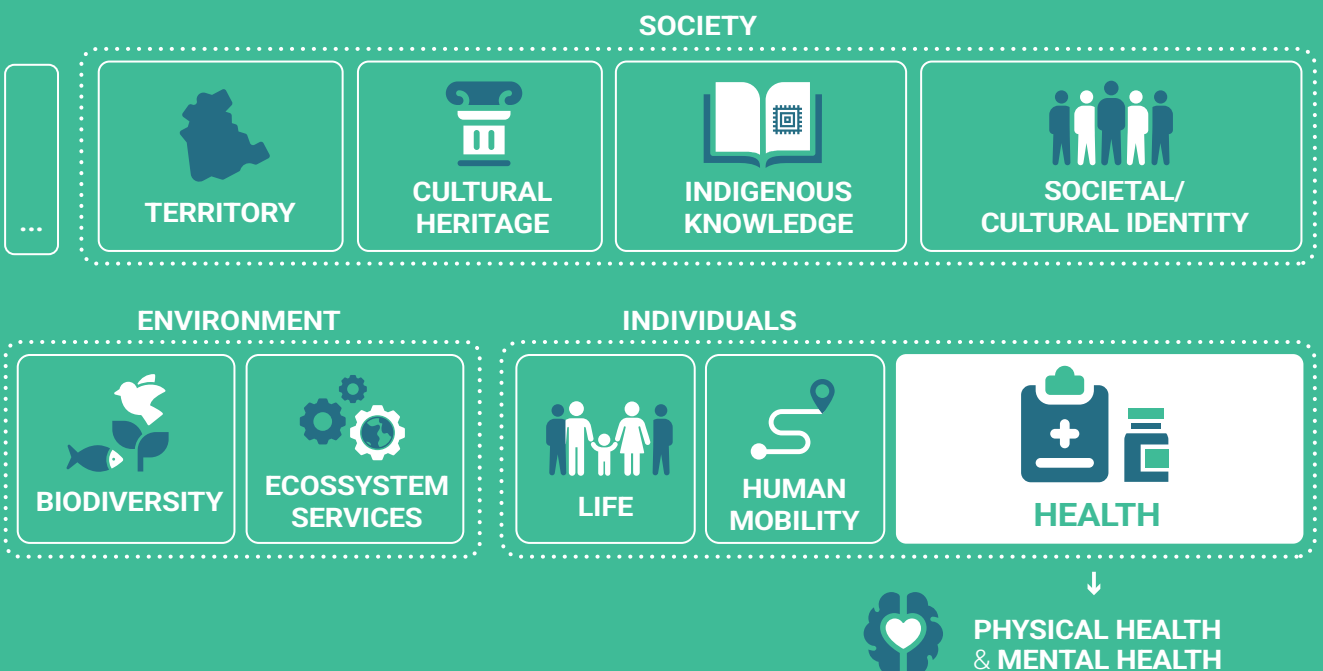 SOCIETY
...
TERRITORY
CULTURAL
HERITAGE
INDIGENOUS
KNOWLEDGE
SOCIETAL/
CULTURAL IDENTITY
ENVIRONMENT
BIODIVERSITY
ECOSSYSTEM
SERVICES
INDIVIDUALS
LIFE
HUMAN
MOBILITY
HEALTH
PHYSICAL HEALTH
& MENTAL HEALTH